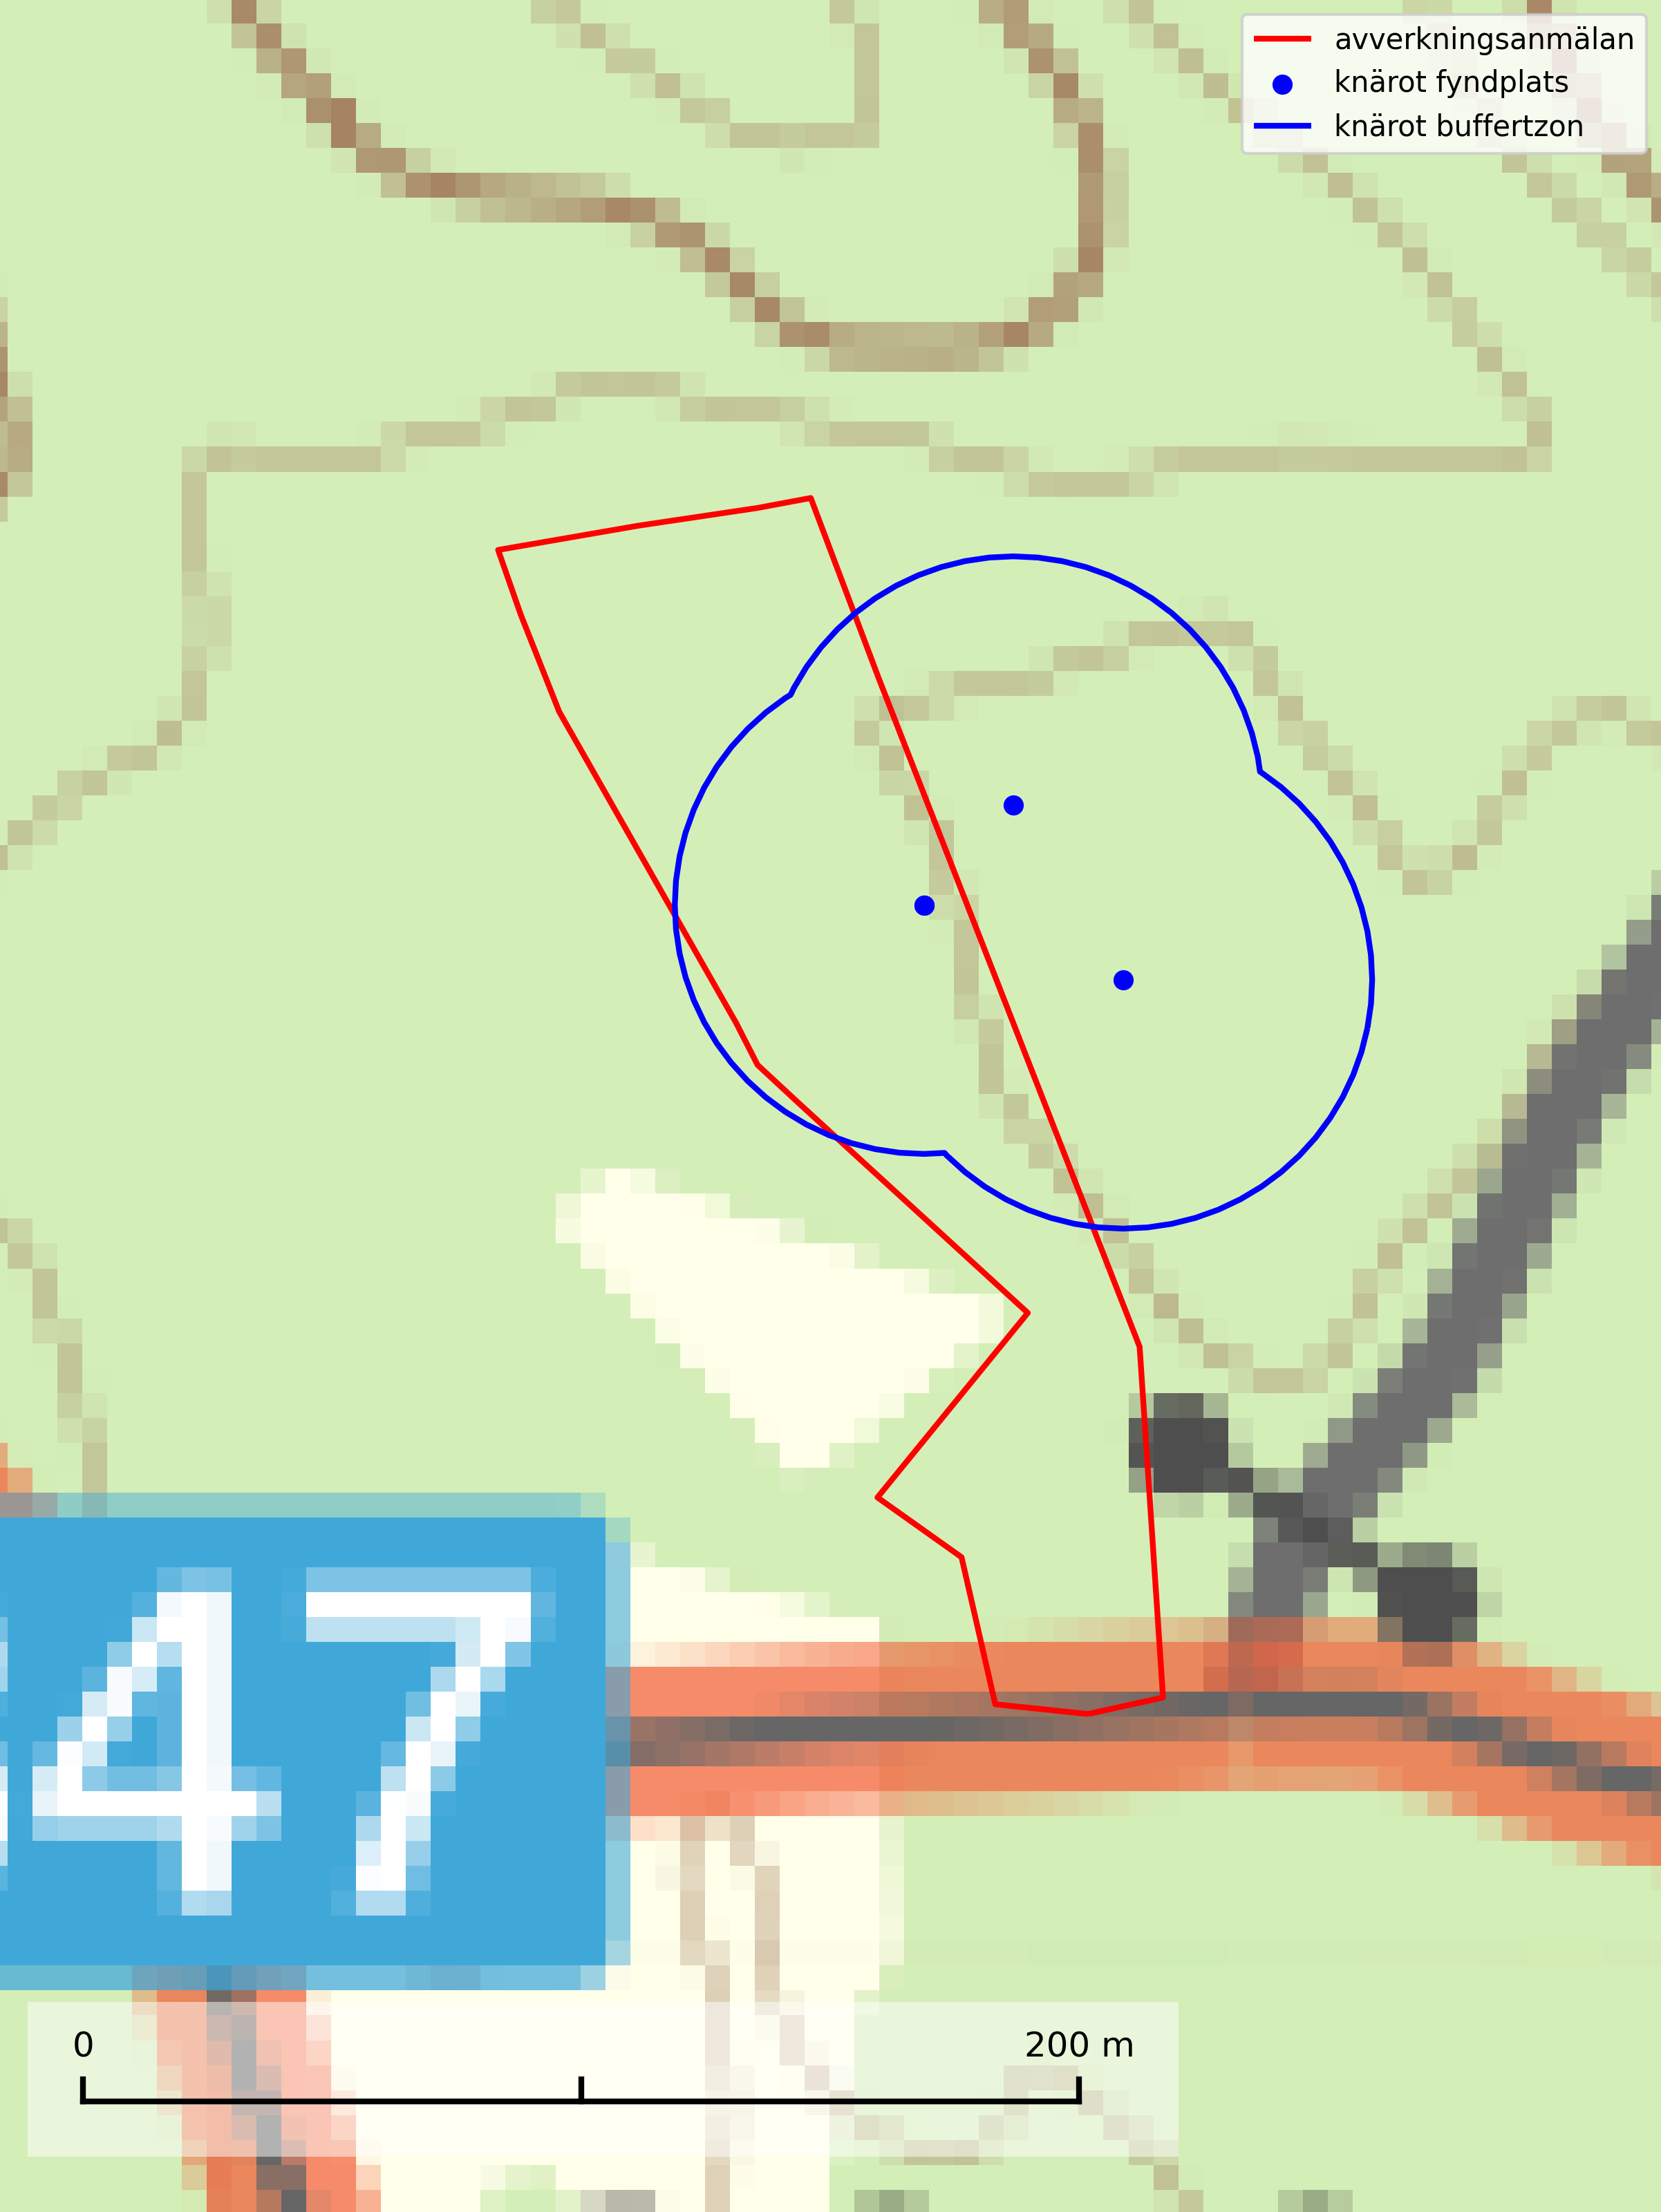 avverkningsanmälan
knärot fyndplats
knärot buffertzon
47
0 200 m